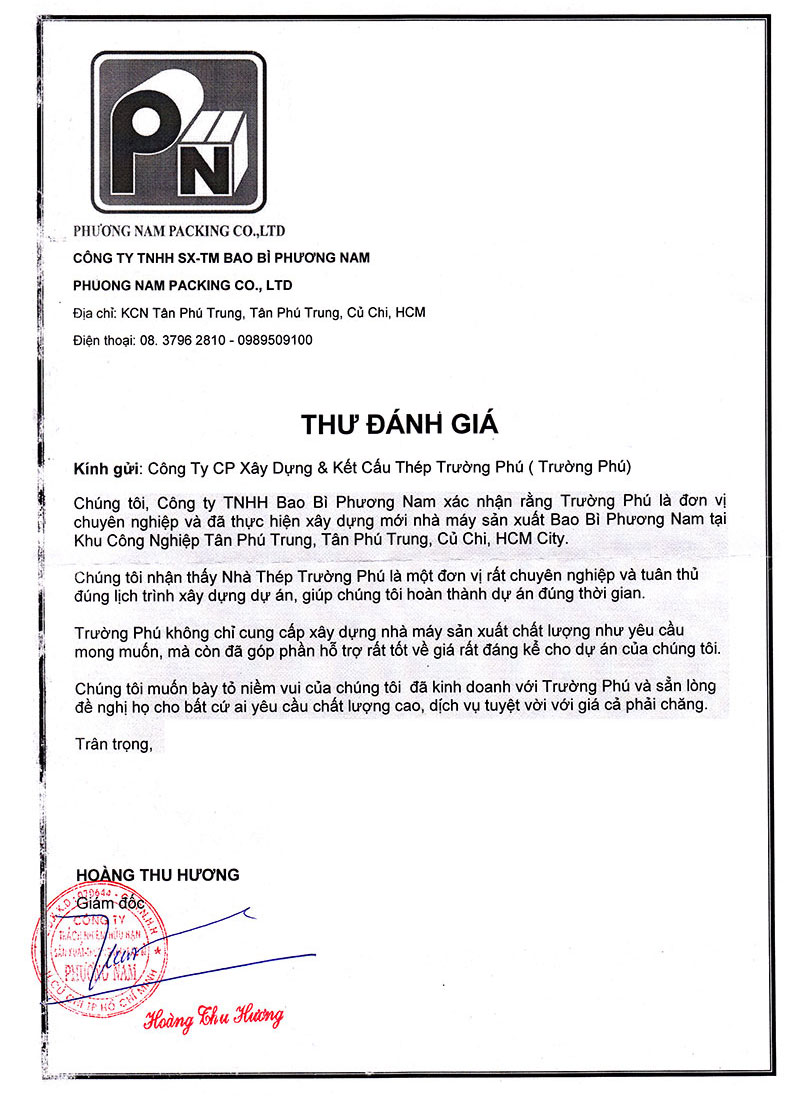 PN
PHƯƠNG NAM PACKING CO.,LTD
CÔNG TY TNHH SX-TM BAO BÌ PHƯƠNG NAM
PHUONG NAM PACKING CO., LTD
Địa chỉ: KCN Tân Phú Trung, Tân Phú Trung, Củ Chi, HCM
Điện thoại: 08. 3796 2810 - 0989509100
THƯ ĐÁNH GIÁ
Kính gửi: Công Ty CP Xây Dựng & Kết Cấu Thép Trường Phú ( Trường Phú)
Chúng tôi, Công ty TNHH Bao Bì Phương Nam xác nhận rằng Trường Phú là đơn vị
chuyên nghiệp và đã thực hiện xây dựng mới nhà máy sản xuất Bao Bì Phương Nam tại
Khu Công Nghiệp Tân Phú Trung, Tân Phú Trung, Củ Chi, HCM City.
Chúng tôi nhận thấy Nhà Thép Trường Phú là một đơn vị rất chuyên nghiệp và tuân thủ
đúng lịch trình xây dựng dự án, giúp chúng tôi hoàn thành dự án đúng thời gian.
Trường Phú không chỉ cung cấp xây dựng nhà máy sản xuất chất lượng như yêu cầu
mong muốn, mà còn đã góp phần hỗ trợ rất tốt về giá rất đáng kể cho dự án của chúng tôi.
Chúng tôi muốn bày tỏ niềm vui của chúng tôi đã kinh doanh với Trường Phú và sẵn lòng
đề nghị họ cho bất cứ ai yêu cầu chất lượng cao, dịch vụ tuyệt vời với giá cả phải chăng.
Trân trọng,
HOÀNG THU HƯƠNG
Giám đốc
CÔNG TY
TRÁCH NHIỆM HỮU HẠN
PHƯƠNG NAM
CỦ CHI TP HỒ CHÍ MINH
Hoàng Thu Hương